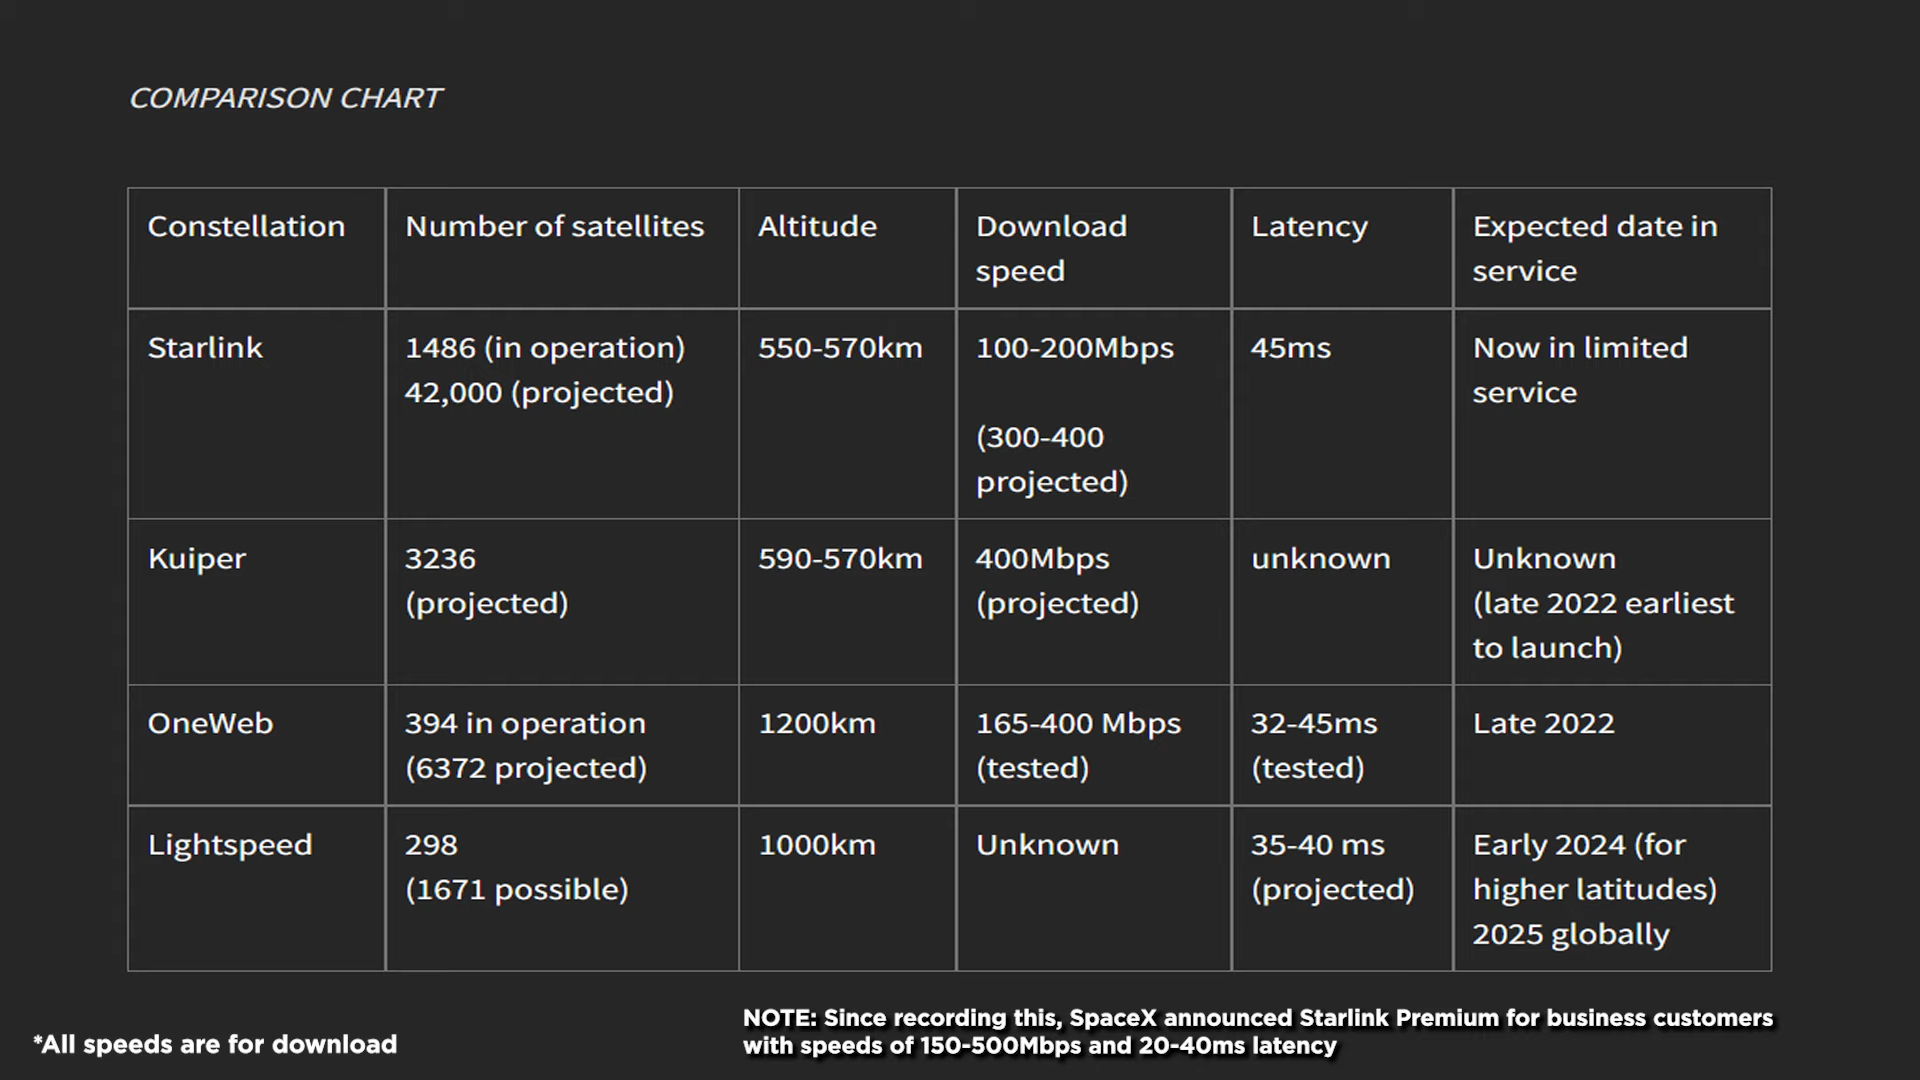 COMPARISON CHART
Constellation
Number of satellites
Altitude
Download
speed
Latency
Expected date in
service
Starlink
1486 (in operation)
42,000 (projected)
550-570km
100-200Mbps
(300-400
projected)
45ms
Now in limited
service
Kuiper
3236
(projected)
590-570km
400Mbps
(projected)
unknown
Unknown
(late 2022 earliest
to launch)
OneWeb
394 in operation
(6372 projected)
1200km
165-400 Mbps
(tested)
32-45ms
(tested)
Late 2022
Lightspeed
298
(1671 possible)
1000km
Unknown
35-40 ms
(projected)
Early 2024 (for
higher latitudes)
2025 globally
*All speeds are for download
NOTE: Since recording this, SpaceX announced Starlink Premium for business customers
with speeds of 150-500Mbps and 20-40ms latency